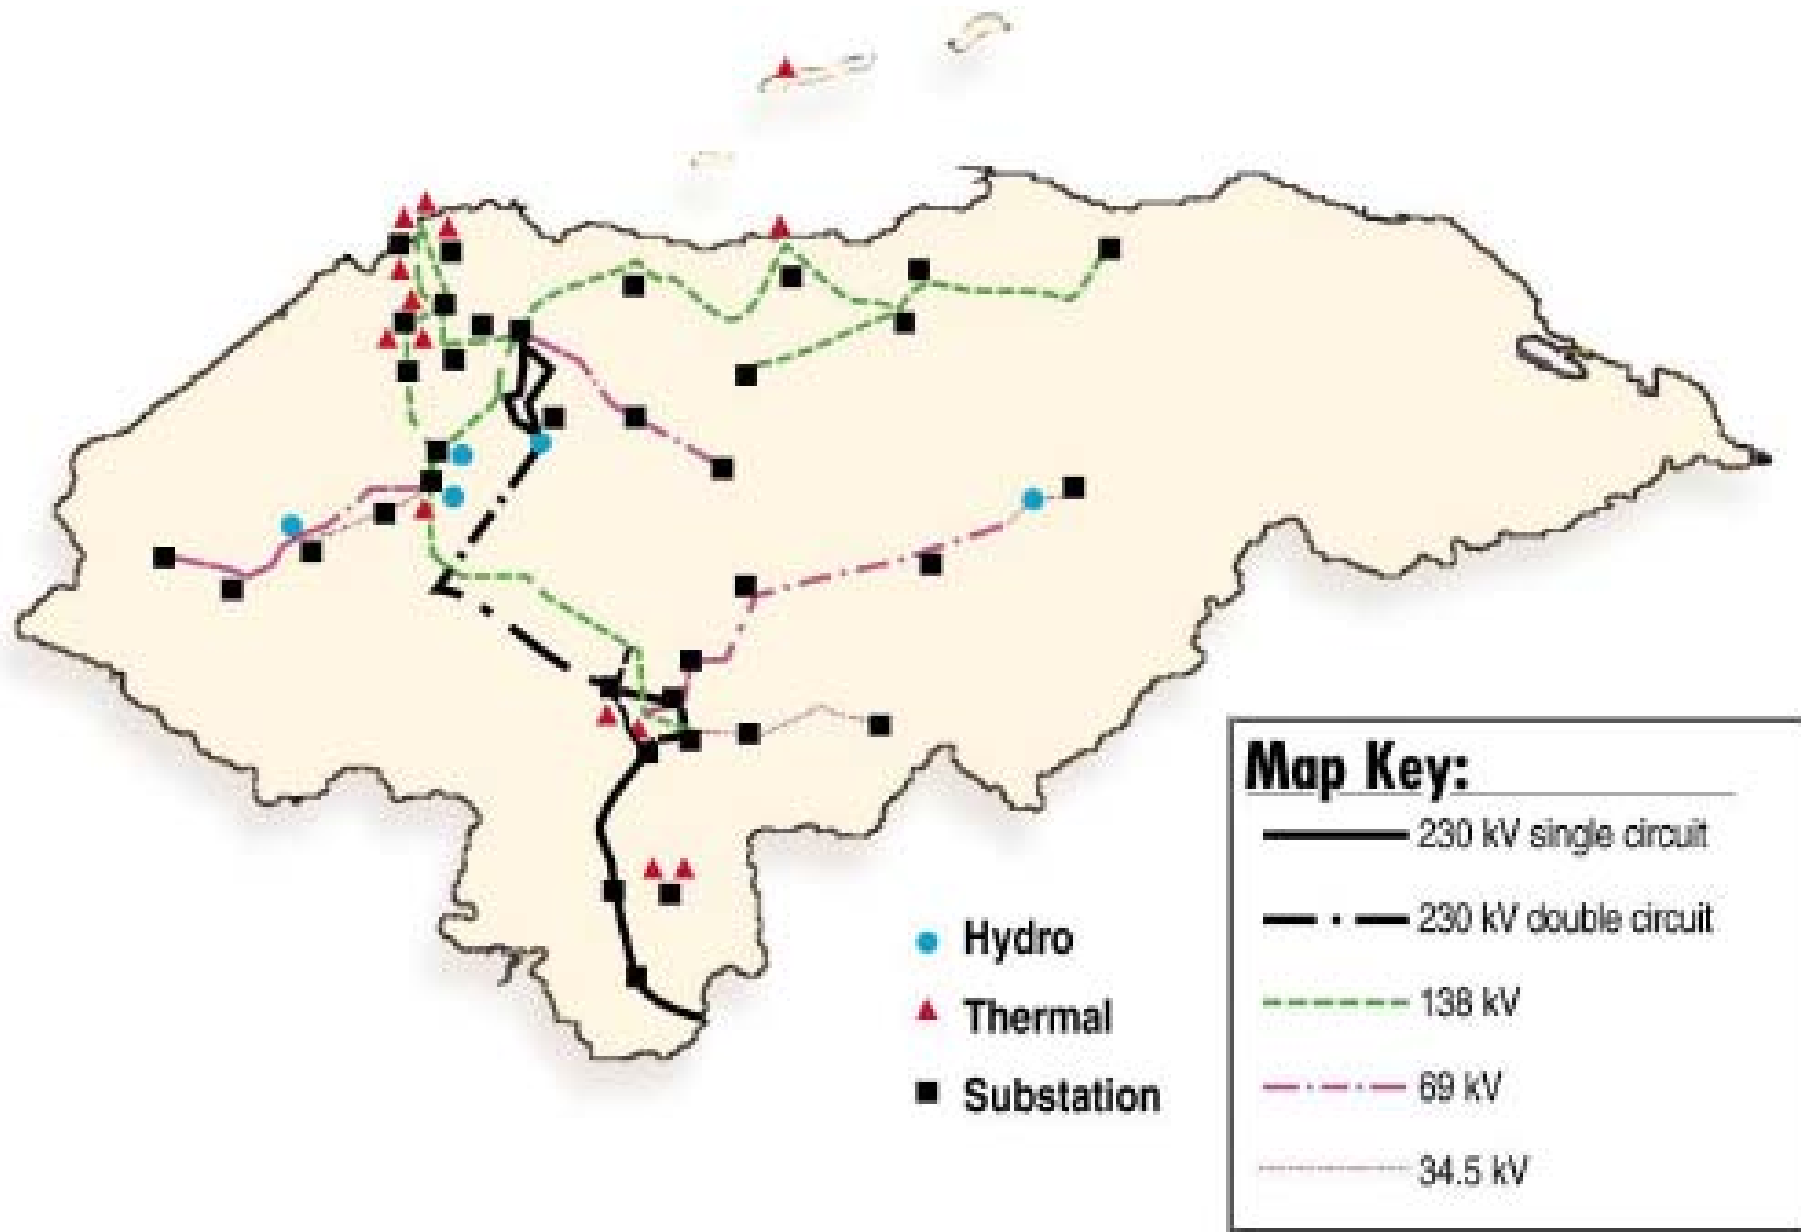 Map Key:
230 kV single circuit
230 kV double circuit
138 kV
69 kV
34.5 kV
Hydro
Thermal
Substation